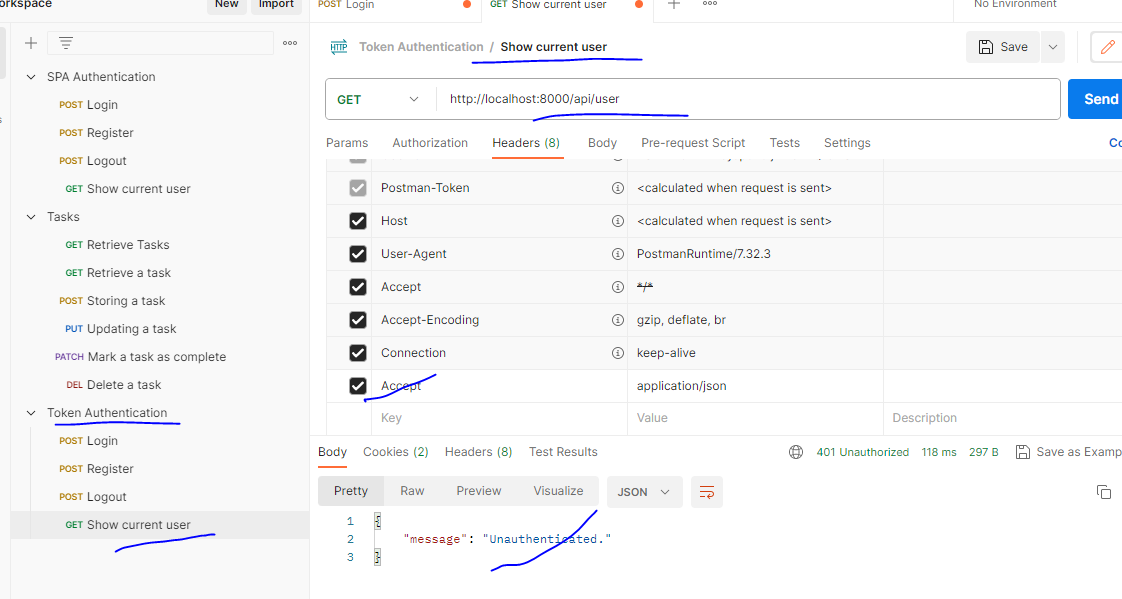 orkspace
New
Import
POST Login
GET Show current user
No Environment
HTTP
Token Authentication / Show current user
Save
GET
http://localhost:8000/api/user
Send
Params
Authorization
Headers (8)
Body
Pre-request Script
Tests
Settings
Co
Postman-Token
<calculated when request is sent>
Host
<calculated when request is sent>
User-Agent
PostmanRuntime/7.32.3
Accept
*/*
Accept-Encoding
gzip, deflate, br
Connection
keep-alive
Accept
application/json
Key
Value
Description
SPA Authentication
POST Login
POST Register
POST Logout
GET Show current user
Tasks
GET Retrieve Tasks
GET Retrieve a task
POST Storing a task
PUT Updating a task
PATCH Mark a task as complete
DEL Delete a task
Token Authentication
POST Login
POST Register
POST Logout
GET Show current user
Body
Cookies (2)
Headers (8)
Test Results
401 Unauthorized
118 ms
297 B
Save as Examp
Pretty
Raw
Preview
Visualize
JSON
1 {
2 "message": "Unauthenticated."
3 }